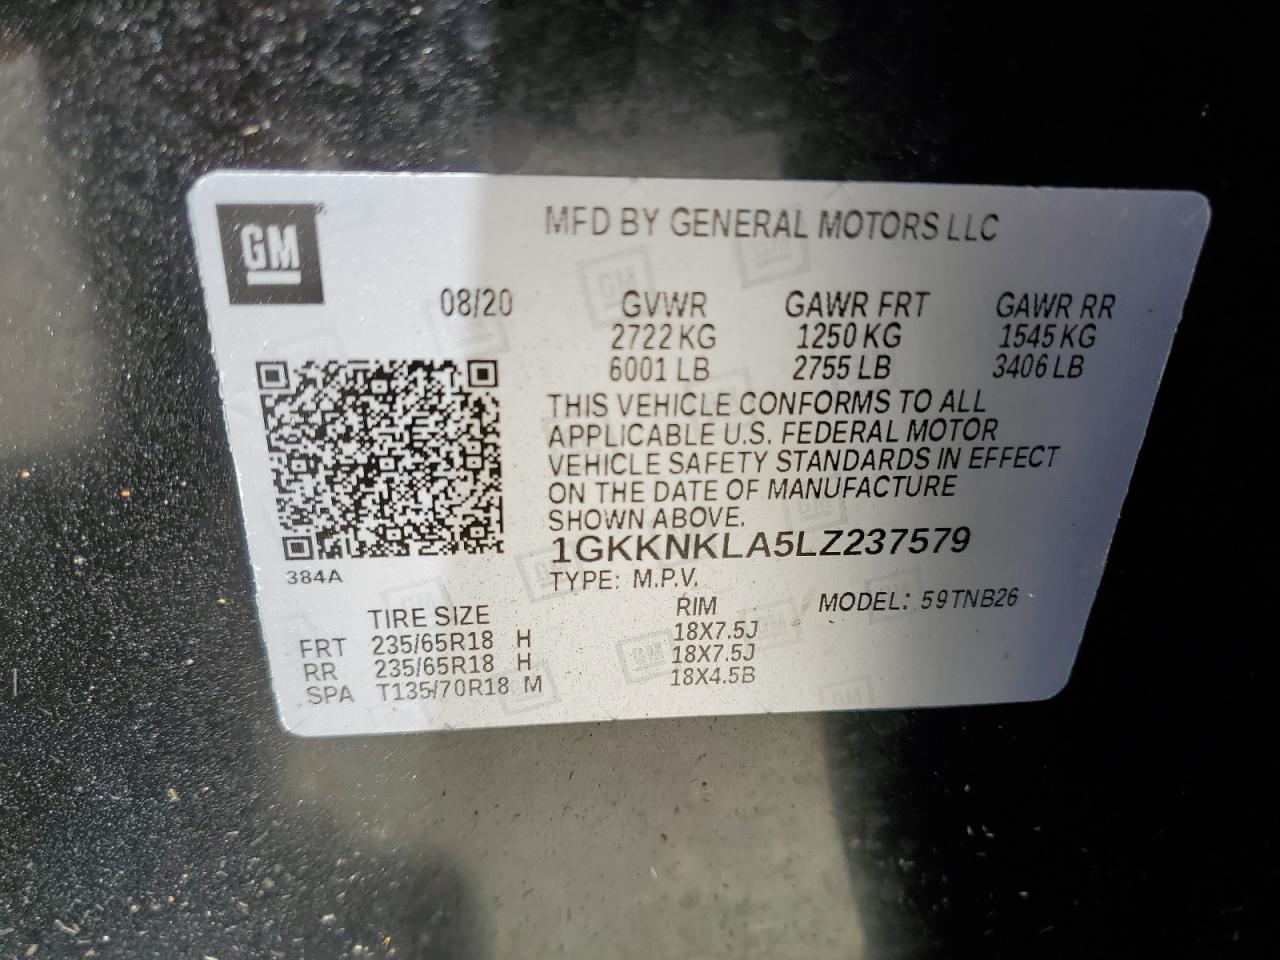 GM
MFD BY GENERAL MOTORS LLC
08/20 GVWR GAWR FRT GAWR RR
2722 KG 1250 KG 1545 KG
6001 LB 2755 LB 3406 LB
THIS VEHICLE CONFORMS TO ALL
APPLICABLE U.S. FEDERAL MOTOR
VEHICLE SAFETY STANDARDS IN EFFECT
ON THE DATE OF MANUFACTURE
SHOWN ABOVE.
1GKKNKLA5LZ237579
384A
TYPE: M.P.V.
MODEL: 59TNB26
TIRE SIZE RIM
FRT 235/65R18 H 18X7.5J
RR 235/65R18 H 18X7.5J
SPA T135/70R18 M 18X4.5B